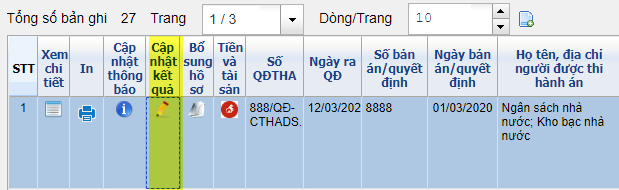 Tổng số bản ghi 27 Trang 1 / 3 Dòng/Trang 10
STT Xem chi tiết In Cập nhật thông báo Cập nhật kết quả Bổ sung hồ sơ Tiền và tài sản Số QĐTHA Ngày ra QĐ Số bản án/quyết định Ngày bản án/quyết định Họ tên, địa chỉ người được thi hành án
1 888/QĐ- 12/03/202 8888 01/03/2020 Ngân sách nhà
CTHADS. nước; Kho bạc nhà
nước